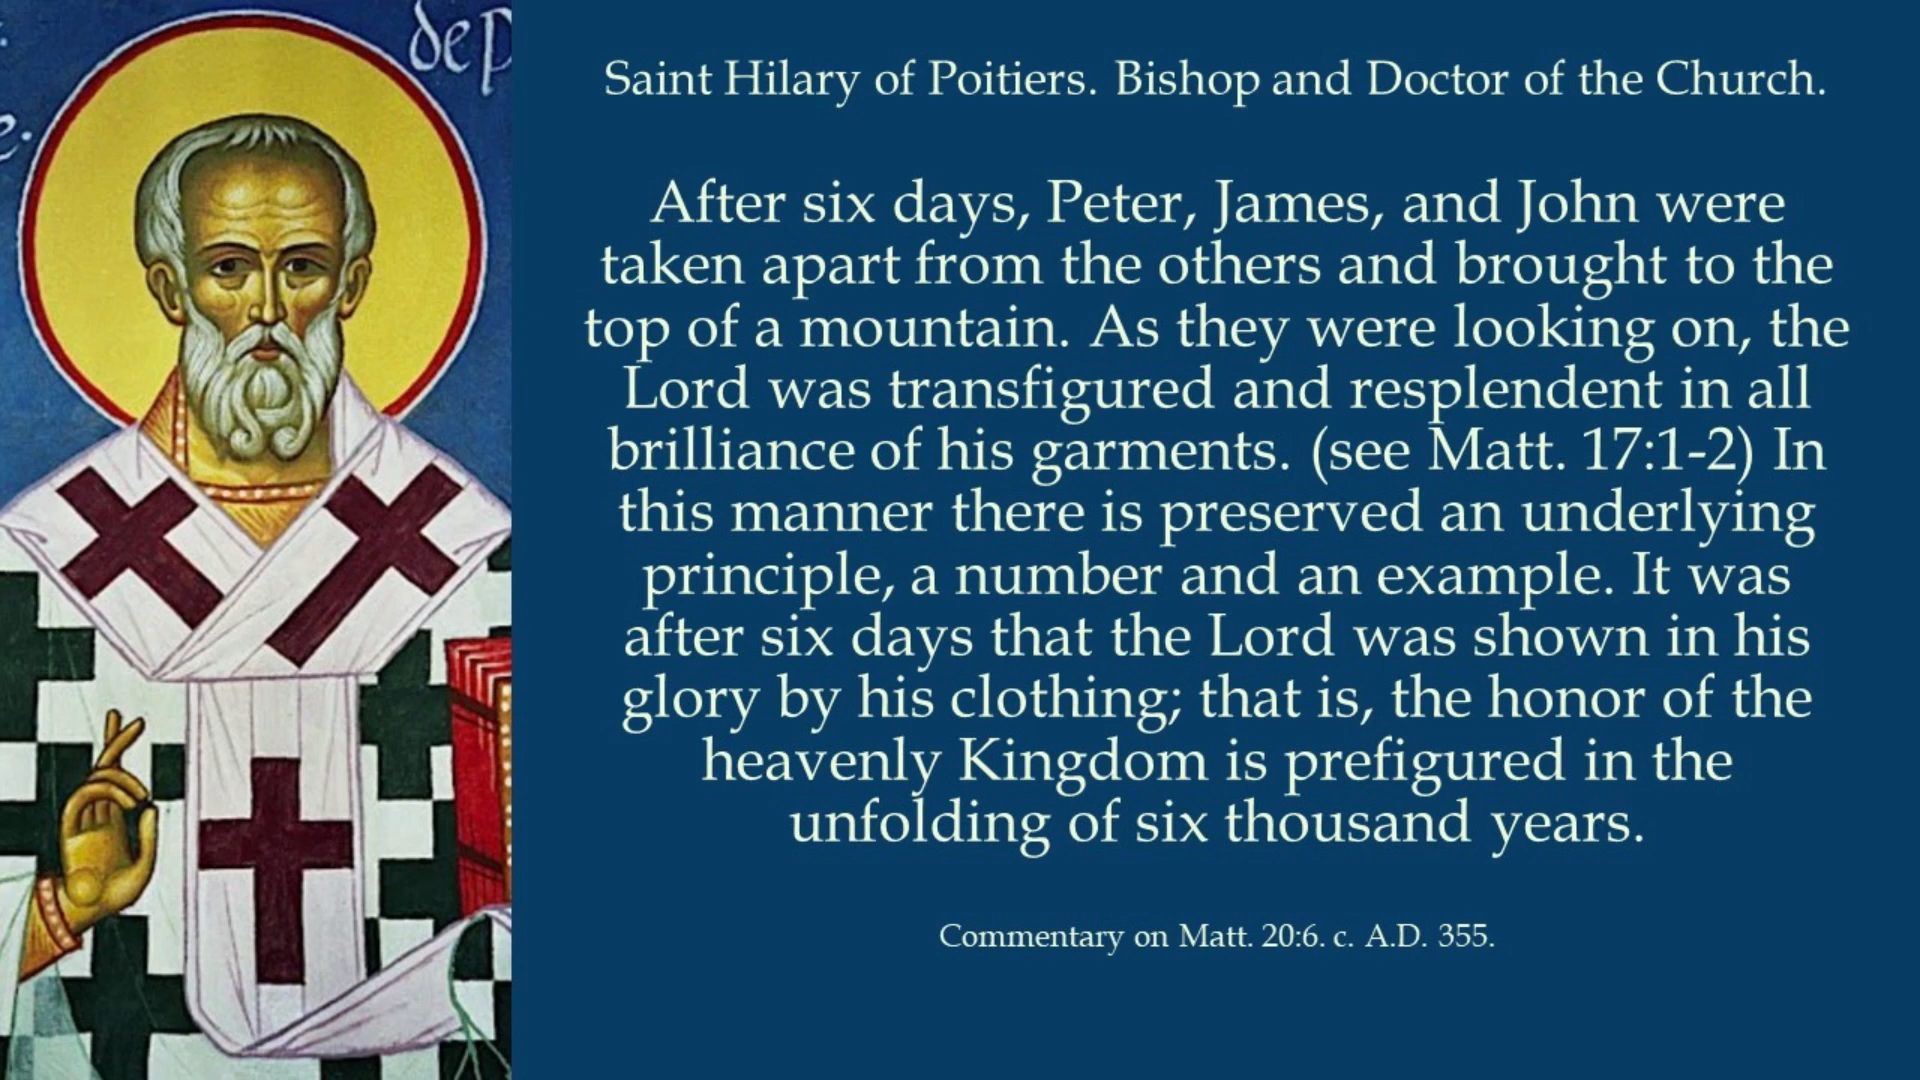 Saint Hilary of Poitiers. Bishop and Doctor of the Church.
After six days, Peter, James, and John were
taken apart from the others and brought to the
top of a mountain. As they were looking on, the
Lord was transfigured and resplendent in all
brilliance of his garments. (see Matt. 17:1-2) In
this manner there is preserved an underlying
principle, a number and an example. It was
after six days that the Lord was shown in his
glory by his clothing; that is, the honor of the
heavenly Kingdom is prefigured in the
unfolding of six thousand years.
Commentary on Matt. 20:6. c. A.D. 355.